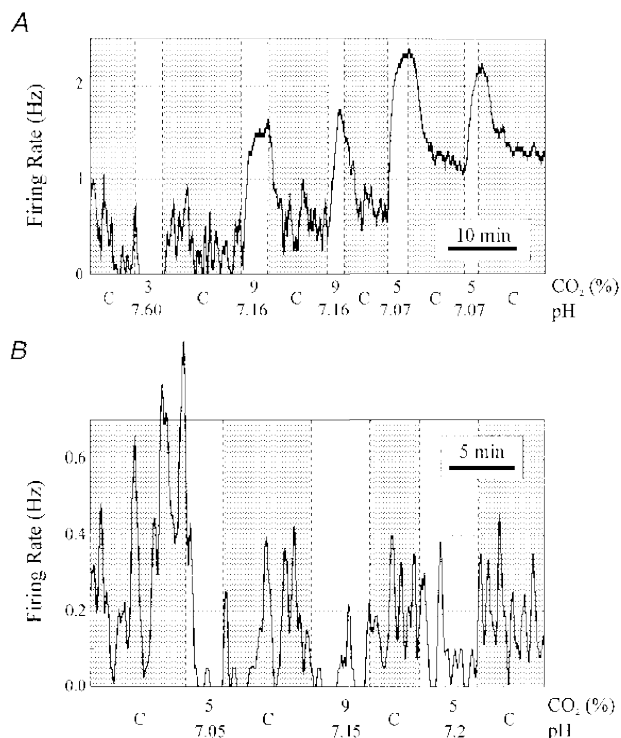 A
Firing Rate (Hz)
2
1
0
10 min
C 3 C 9 C 9 C 5 C 5 C CO₂ (%)
7.60 7.16 7.16 7.07 7.07 pH
B
Firing Rate (Hz)
0.6
0.4
0.2
0.0
5 min
C 5 C 9 C 5 C CO₂ (%)
7.05 7.15 7.2 pH